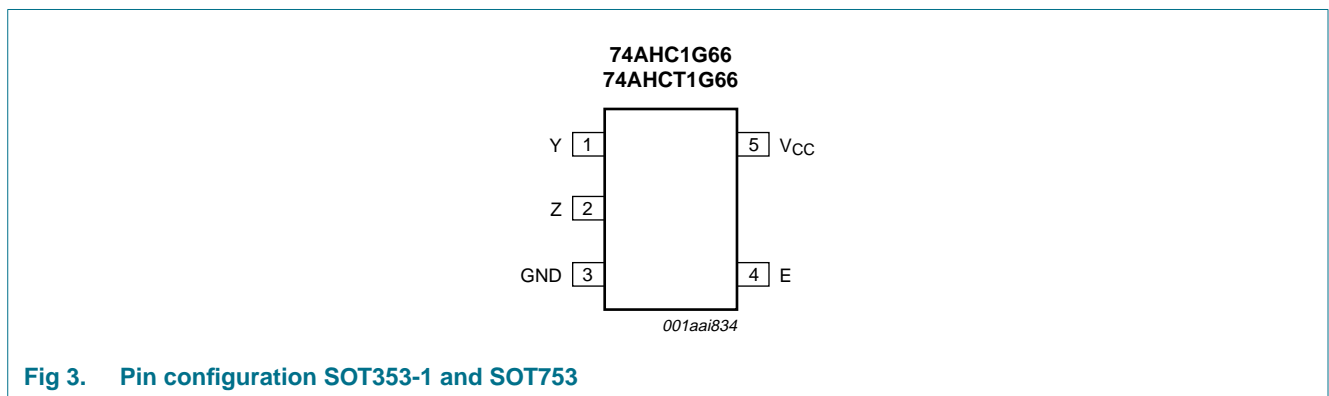 74AHC1G66
74AHCT1G66
Y 1
5 VCC
Z 2
GND 3
4 E
001aai834
Fig 3. Pin configuration SOT353-1 and SOT753